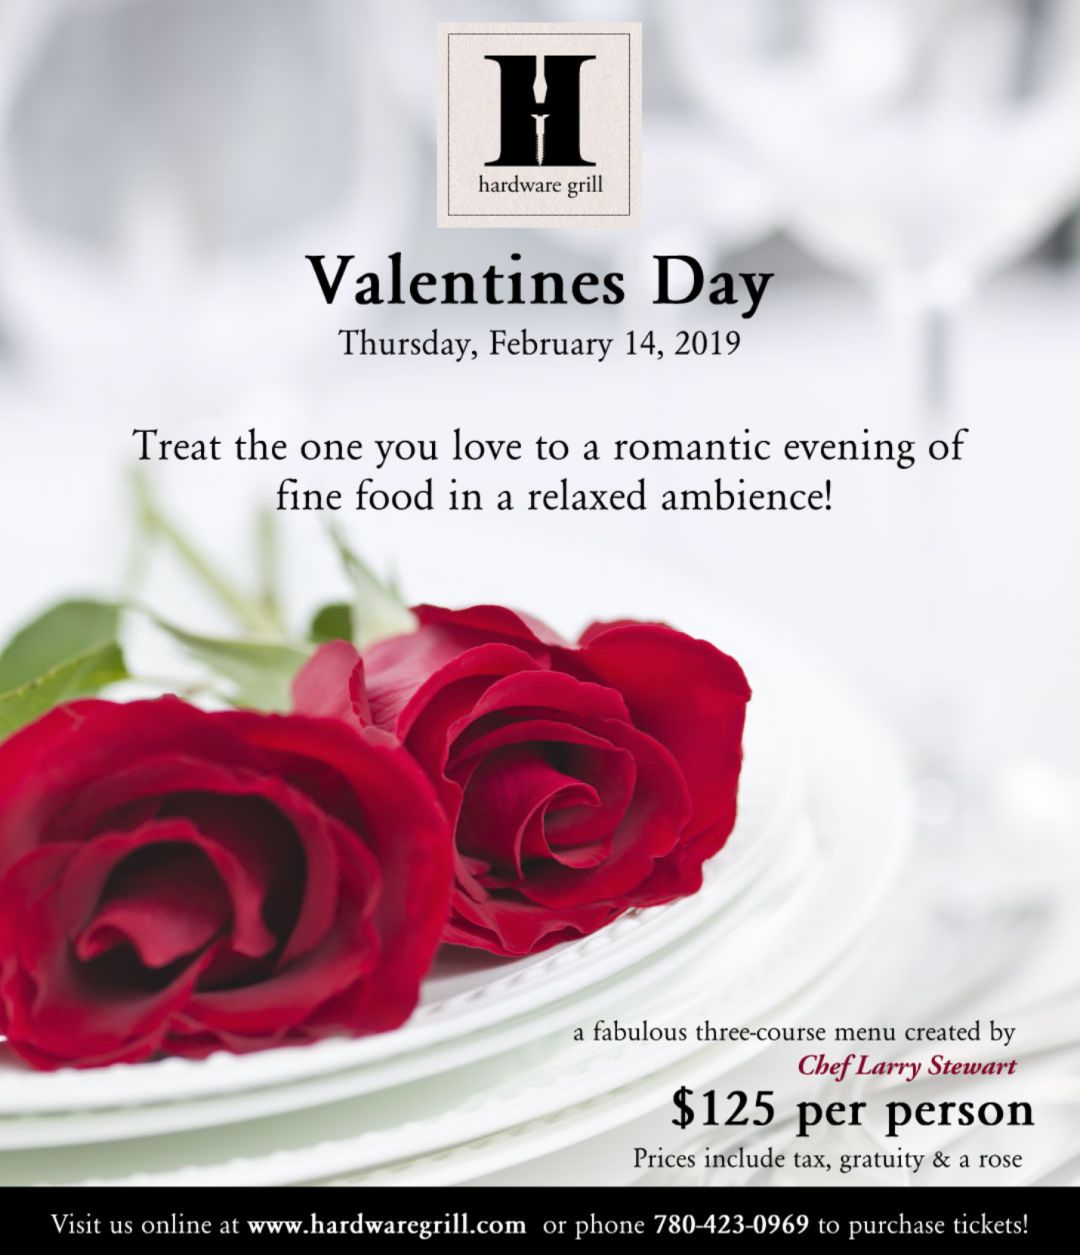 H
hardware grill
Valentines Day
Thursday, February 14, 2019
Treat the one you love to a romantic evening of
fine food in a relaxed ambience!
a fabulous three-course menu created by
Chef Larry Stewart
$125 per person
Prices include tax, gratuity & a rose
Visit us online at www.hardwaregrill.com or phone 780-423-0969 to purchase tickets!